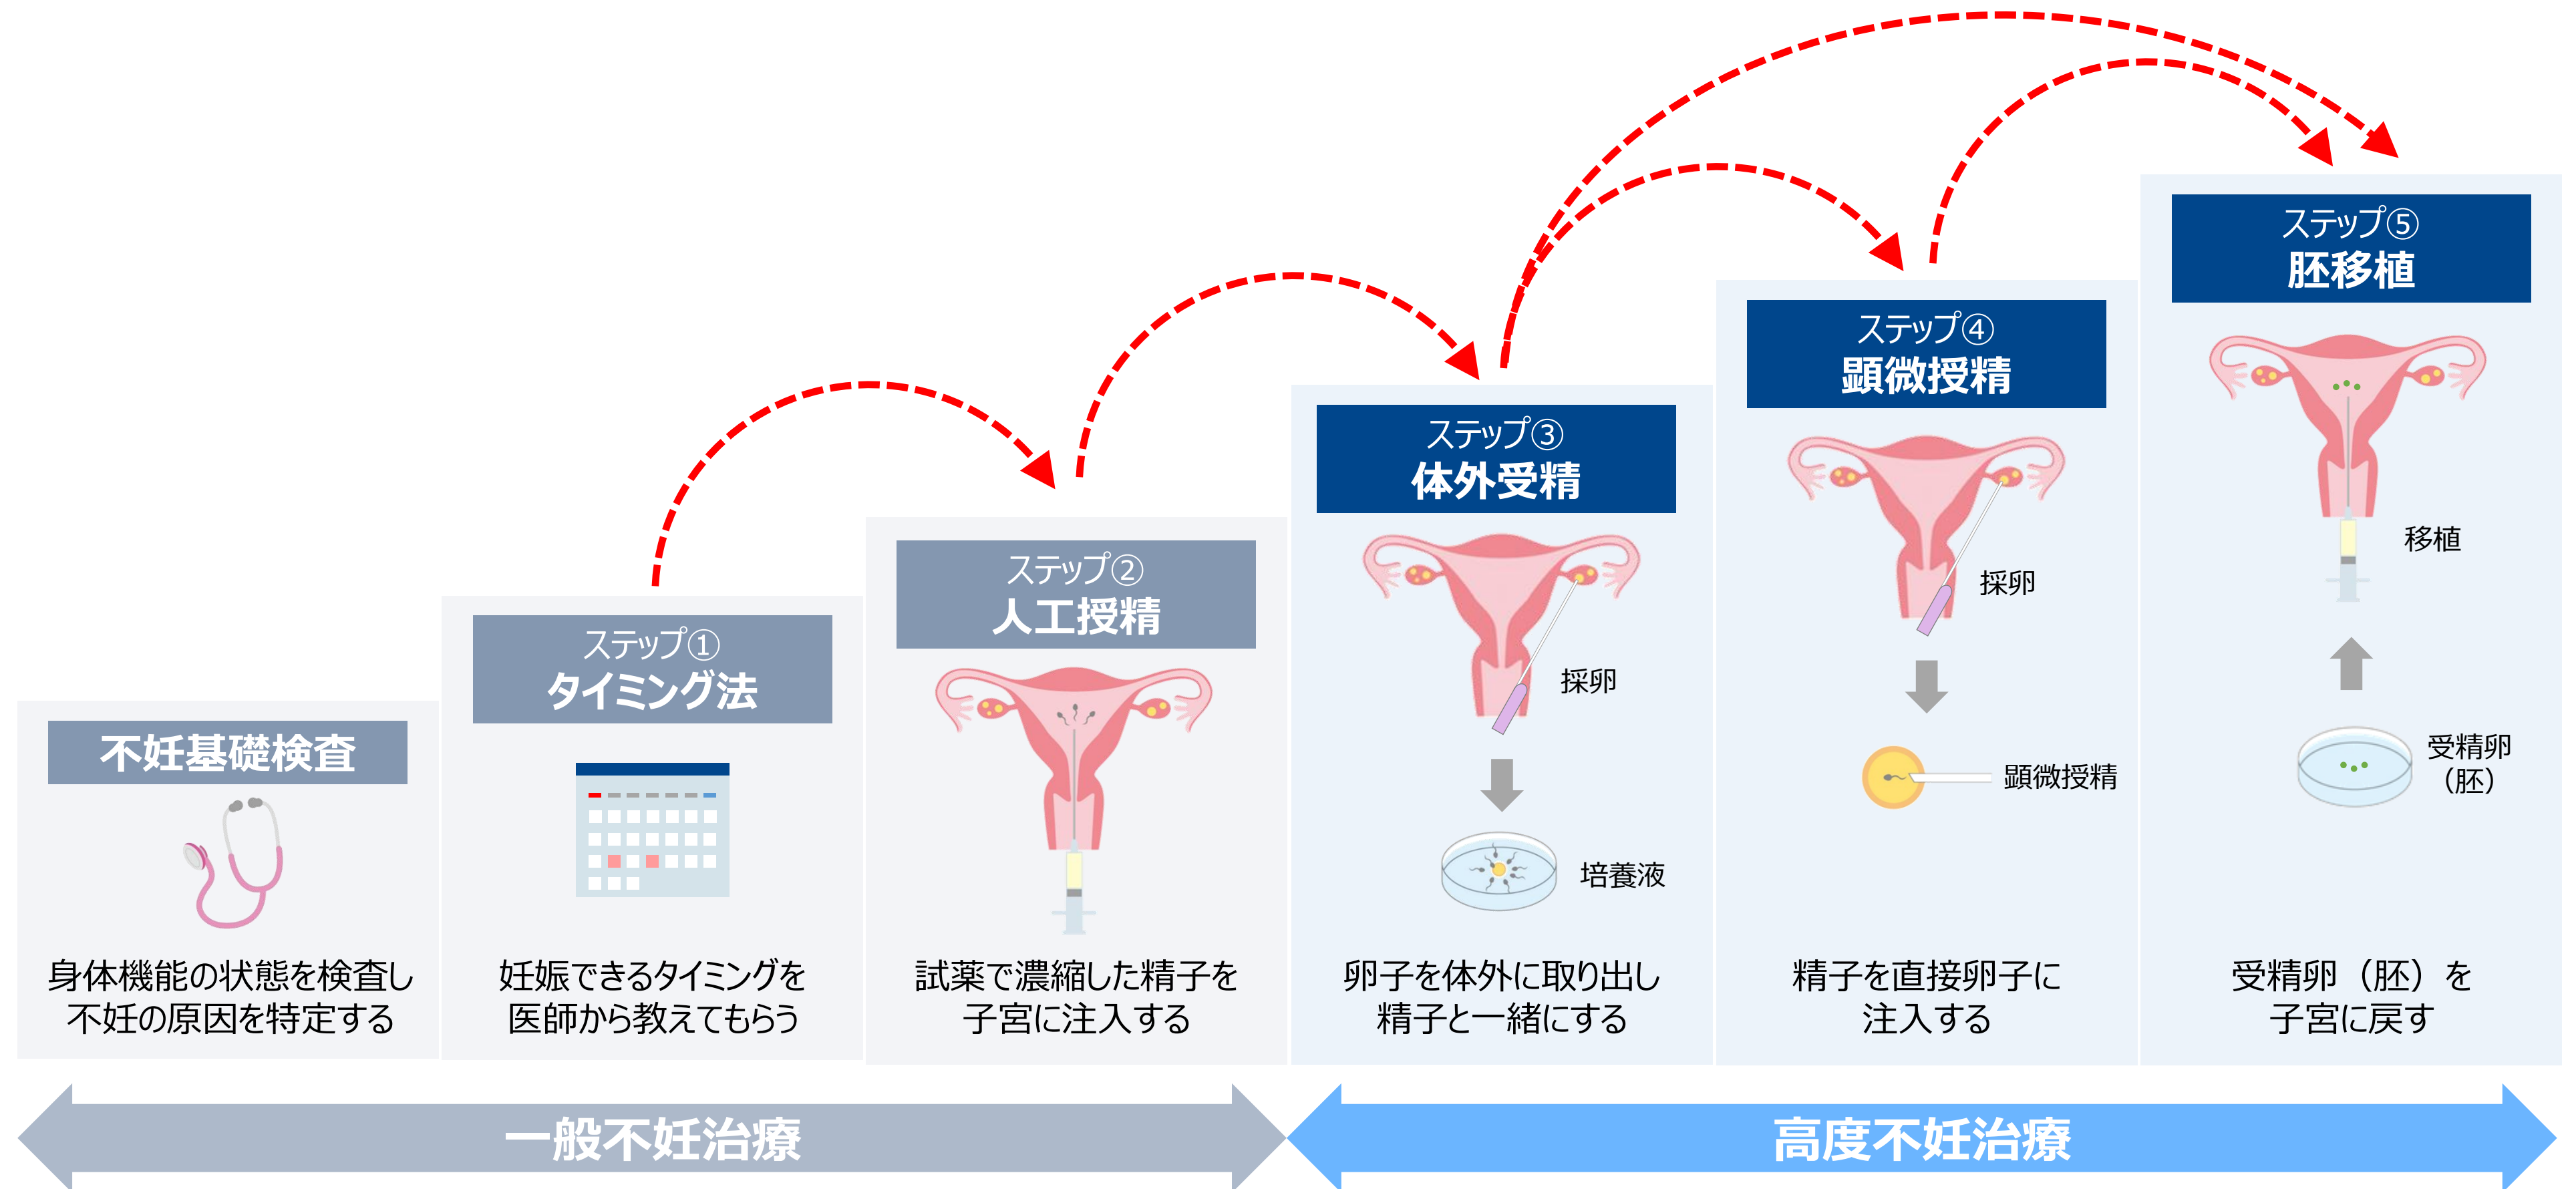 不妊基礎検査
身体機能の状態を検査し
不妊の原因を特定する
ステップ①
タイミング法
妊娠できるタイミングを
医師から教えてもらう
ステップ②
人工授精
試薬で濃縮した精子を
子宮に注入する
ステップ③
体外受精
採卵
培養液
卵子を体外に取り出し
精子と一緒にする
ステップ④
顕微授精
採卵
顕微授精
精子を直接卵子に
注入する
ステップ⑤
胚移植
移植
受精卵
（胚）
受精卵（胚）を
子宮に戻す
一般不妊治療
高度不妊治療